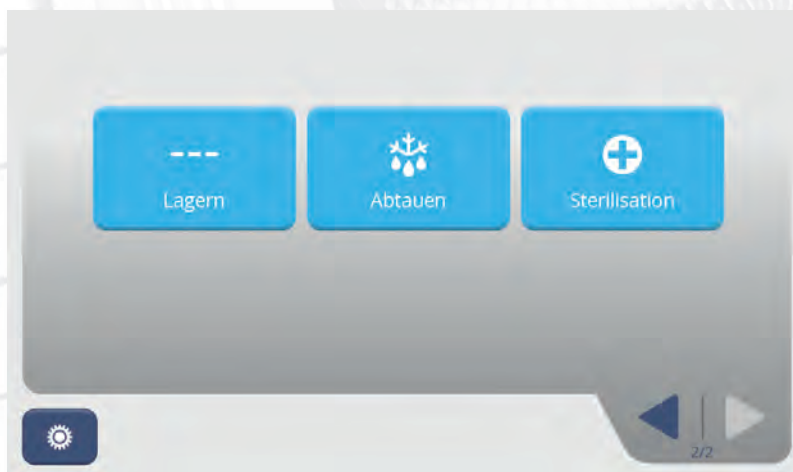 ---
Lagern
Abtauen
Sterilisation
2/2